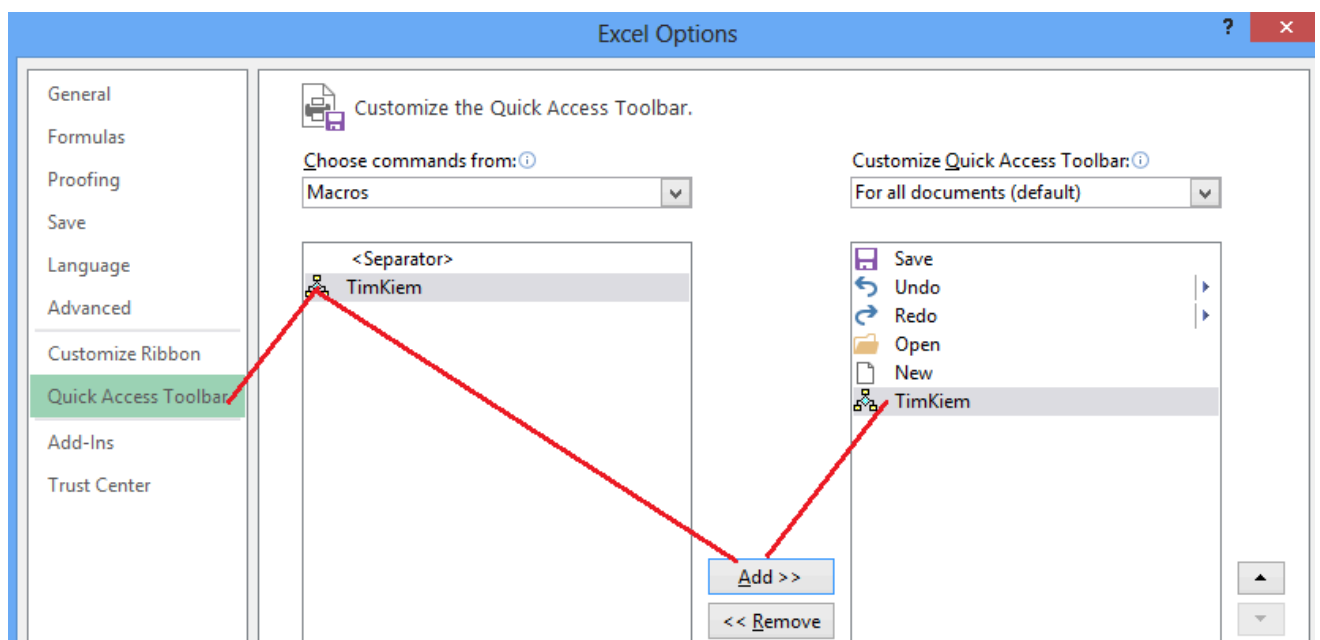 Excel Options
?
General
Formulas
Proofing
Save
Language
Advanced
Customize Ribbon
Quick Access Toolbar
Add-Ins
Trust Center
Customize the Quick Access Toolbar.
Choose commands from:
Macros
<Separator>
TimKiem
Add >>
<< Remove
Customize Quick Access Toolbar:
For all documents (default)
Save
Undo
Redo
Open
New
TimKiem